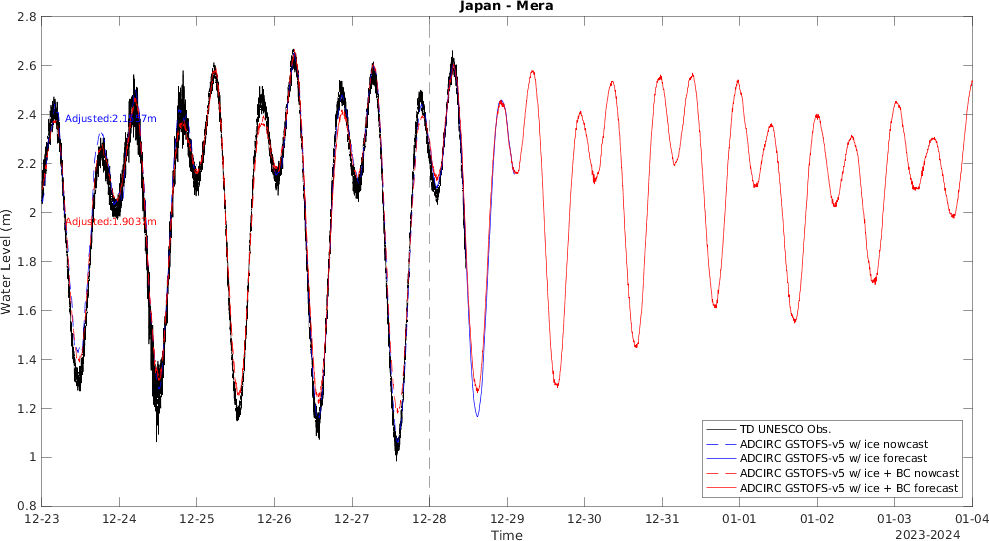 Japan - Mera
2.8
2.6
2.4
2.2
2
1.8
1.6
1.4
1.2
1
0.8
Water Level (m)
Adjusted:1.9035m
TD UNESCO Obs.
ADCIRC GSTOFS-v5 w/ ice nowcast
ADCIRC GSTOFS-v5 w/ ice forecast
ADCIRC GSTOFS-v5 w/ ice + BC nowcast
ADCIRC GSTOFS-v5 w/ ice + BC forecast
12-23 12-24 12-25 12-26 12-27 12-28 12-29 12-30 12-31 01-01 01-02 01-03 01-04
Time
2023-2024